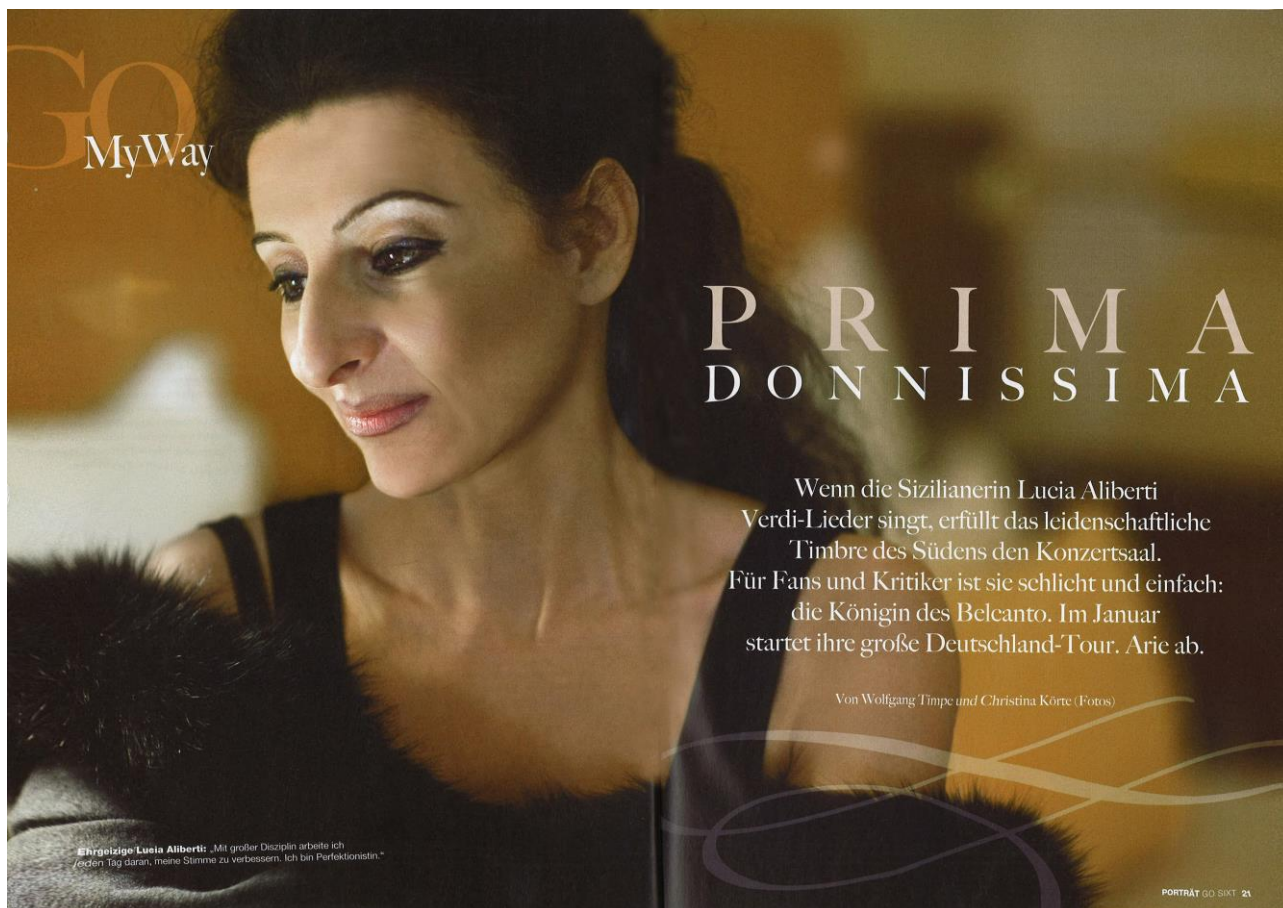 GO
MyWay
PRIMA
DONNISSIMA
Wenn die Sizilianerin Lucia Aliberti
Verdi-Lieder singt, erfüllt das leidenschaftliche
Timbre des Südens den Konzertsaal.
Für Fans und Kritiker ist sie schlicht und einfach:
die Königin des Belcanto. Im Januar
startet ihre große Deutschland-Tour. Arie ab.
Von Wolfgang Timpe und Christina Körte (Fotos)
Ehrgeizige Lucia Aliberti: „Mit großer Disziplin arbeite ich
jeden Tag daran, meine Stimme zu verbessern. Ich bin Perfektionistin.“
PORTRÄT GO SIXT 21